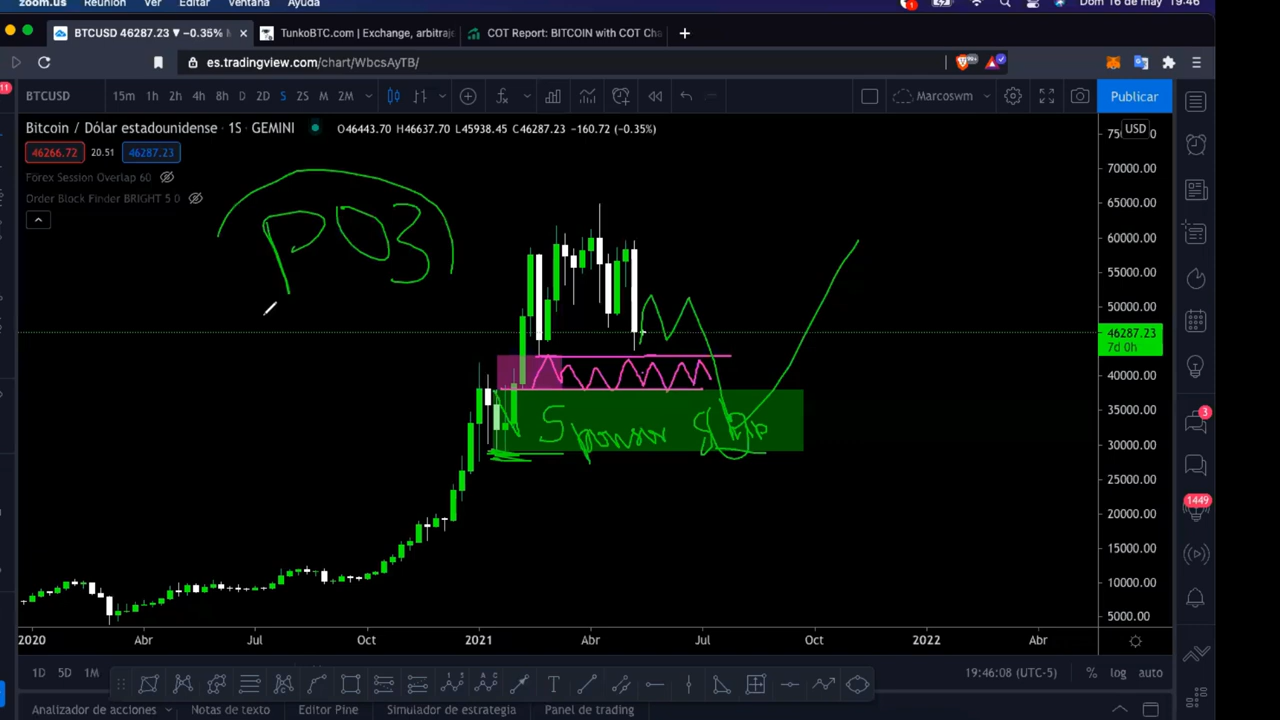 zoom.us Reunión Ver Editar Ventana Ayuda Dom 16 de may 19:46
BTCUSD 46287.23 ▼ −0.35% TunkoBTC.com | Exchange, arbitraje COT Report: BITCOIN with COT Cha
es.tradingview.com/chart/WbcsAyTB/
11
BTCUSD 15m 1h 2h 4h 8h D 2D S 2S M 2M Marcoswm Publicar
Bitcoin / Dólar estadounidense · 1S · GEMINI O46443.70 H46637.70 L45938.45 C46287.23 −160.72 (−0.35%)
USD
46266.72 20.51 46287.23
Forex Session Overlap 60
Order Block Finder BRIGHT 5 0
PO3
70000.00
65000.00
60000.00
55000.00
50000.00
46287.23
7d 0h
40000.00
35000.00
30000.00
25000.00
20000.00
15000.00
10000.00
5000.00
Sponsor
3
1449
2020 Abr Jul Oct 2021 Abr Jul Oct 2022 Abr
1D 5D 1M 19:46:08 (UTC-5) % log auto
Analizador de acciones Notas de texto Editor Pine Simulador de estrategia Panel de trading